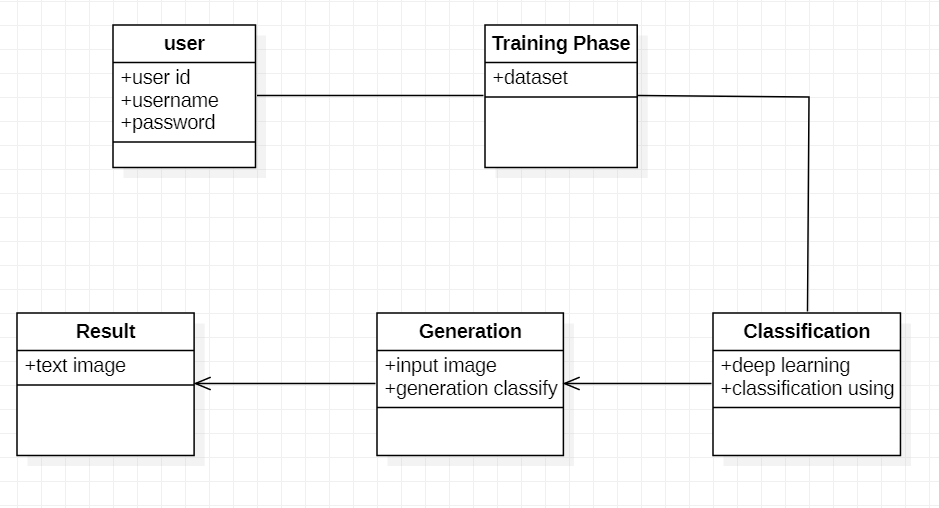 user
+user id
+username
+password
Training Phase
+dataset
Result
+text image
Generation
+input image
+generation classify
Classification
+deep learning
+classification using